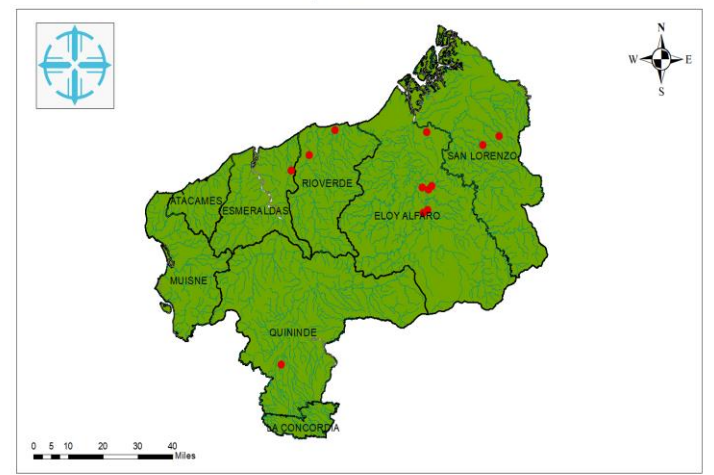 N
W E
S
SAN LORENZO
RIOVERDE
ATACAMES
ESMERALDAS
ELOY ALFARO
MUISNE
QUININDE
LA CONCORDIA
0 5 10 20 30 40
Miles